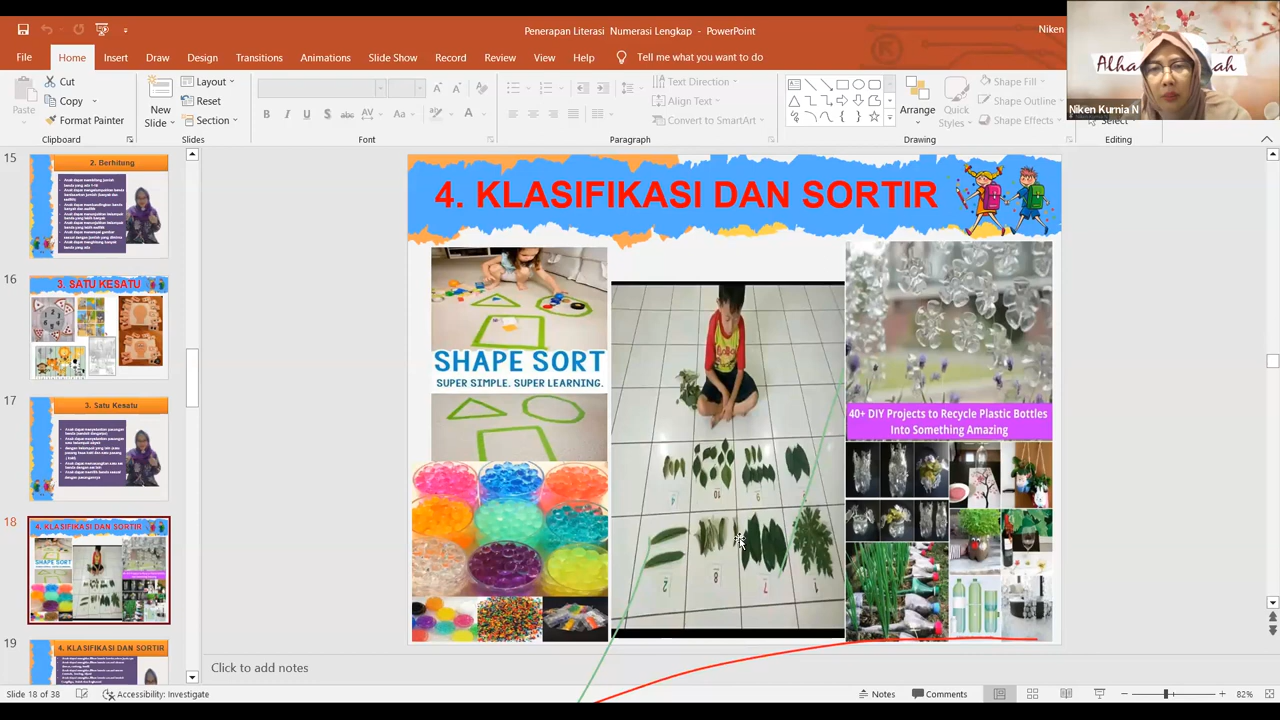 Penerapan Literasi Numerasi Lengkap - PowerPoint
Niken
File Home Insert Draw Design Transitions Animations Slide Show Record Review View Help Tell me what you want to do
Paste
Cut
Copy
Format Painter
Clipboard
New Slide
Layout
Reset
Section
Slides
Font
Text Direction
Align Text
Convert to SmartArt
Paragraph
Arrange
Quick Styles
Shape Fill
Shape Outline
Shape Effects
Drawing
Select
Editing
Niken Kurnia N
15
2. Berhitung
16
3. SATU KESATU
17
3. Satu Kesatu
18
4. KLASIFIKASI DAN SORTIR
19
4. KLASIFIKASI DAN SORTIR
4. KLASIFIKASI DAN SORTIR
SHAPE SORT
SUPER SIMPLE. SUPER LEARNING.
40+ DIY Projects to Recycle Plastic Bottles
Into Something Amazing
Click to add notes
Slide 18 of 38 Accessibility: Investigate Notes Comments 82%